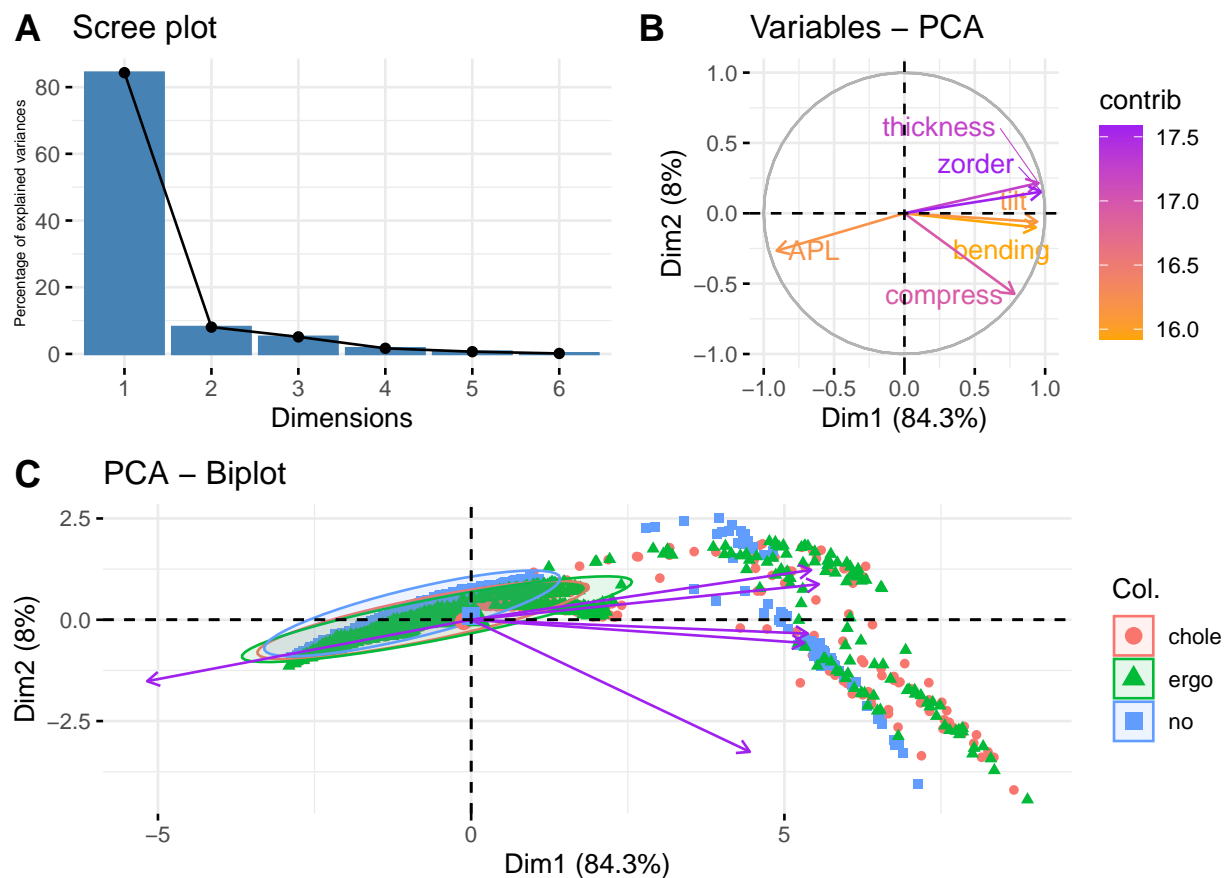 A Scree plot
Percentage of explained variances
80
60
40
20
0
1 2 3 4 5 6
Dimensions
B Variables − PCA
Dim2 (8%)
1.0
0.5
0.0
−0.5
−1.0
thickness
zorder
tilt
APL
bending
compress
−1.0 −0.5 0.0 0.5 1.0
Dim1 (84.3%)
contrib
17.5
17.0
16.5
16.0
C PCA − Biplot
Dim2 (8%)
2.5
0.0
−2.5
−5 0 5
Dim1 (84.3%)
Col.
chole
ergo
no